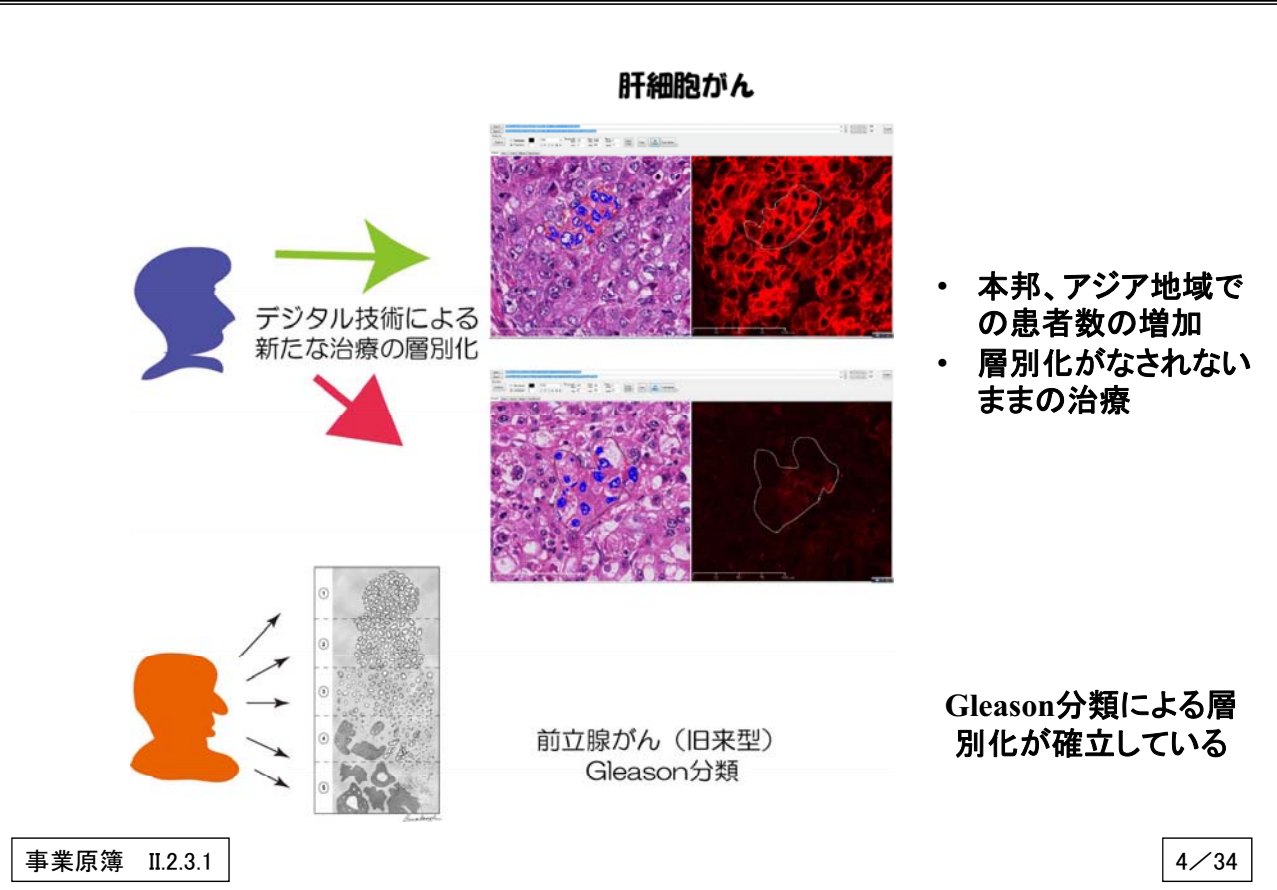 肝細胞がん
デジタル技術による
新たな治療の層別化
• 本邦、アジア地域で
の患者数の増加
• 層別化がなされない
ままの治療
1
2
3
4
5
前立腺がん（旧来型）
Gleason分類
Gleason分類による層
別化が確立している
事業原簿 II.2.3.1
4／34